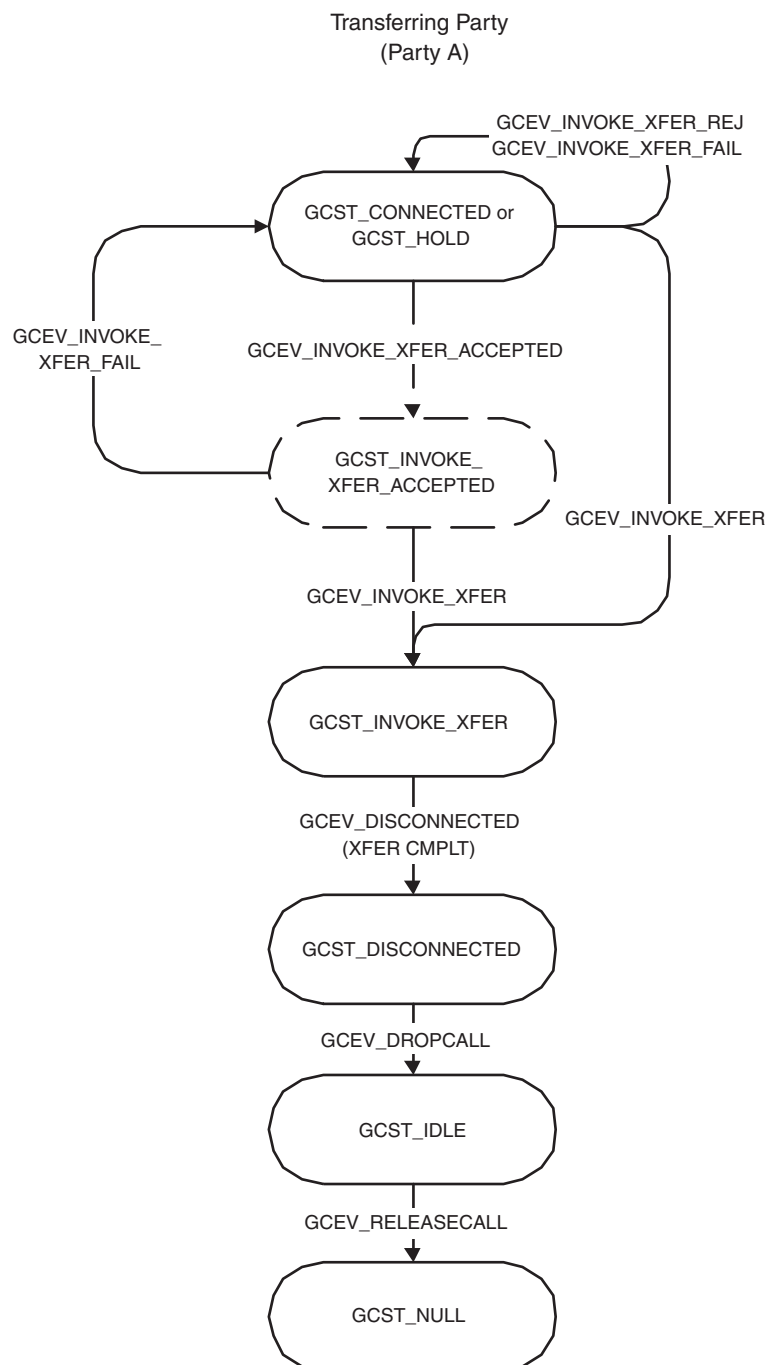 Transferring Party
(Party A)
GCEV_INVOKE_XFER_REJ
GCEV_INVOKE_XFER_FAIL
GCST_CONNECTED or
GCST_HOLD
GCEV_INVOKE_
XFER_FAIL
GCEV_INVOKE_XFER_ACCEPTED
GCST_INVOKE_
XFER_ACCEPTED
GCEV_INVOKE_XFER
GCEV_INVOKE_XFER
GCST_INVOKE_XFER
GCEV_DISCONNECTED
(XFER CMPLT)
GCST_DISCONNECTED
GCEV_DROPCALL
GCST_IDLE
GCEV_RELEASECALL
GCST_NULL